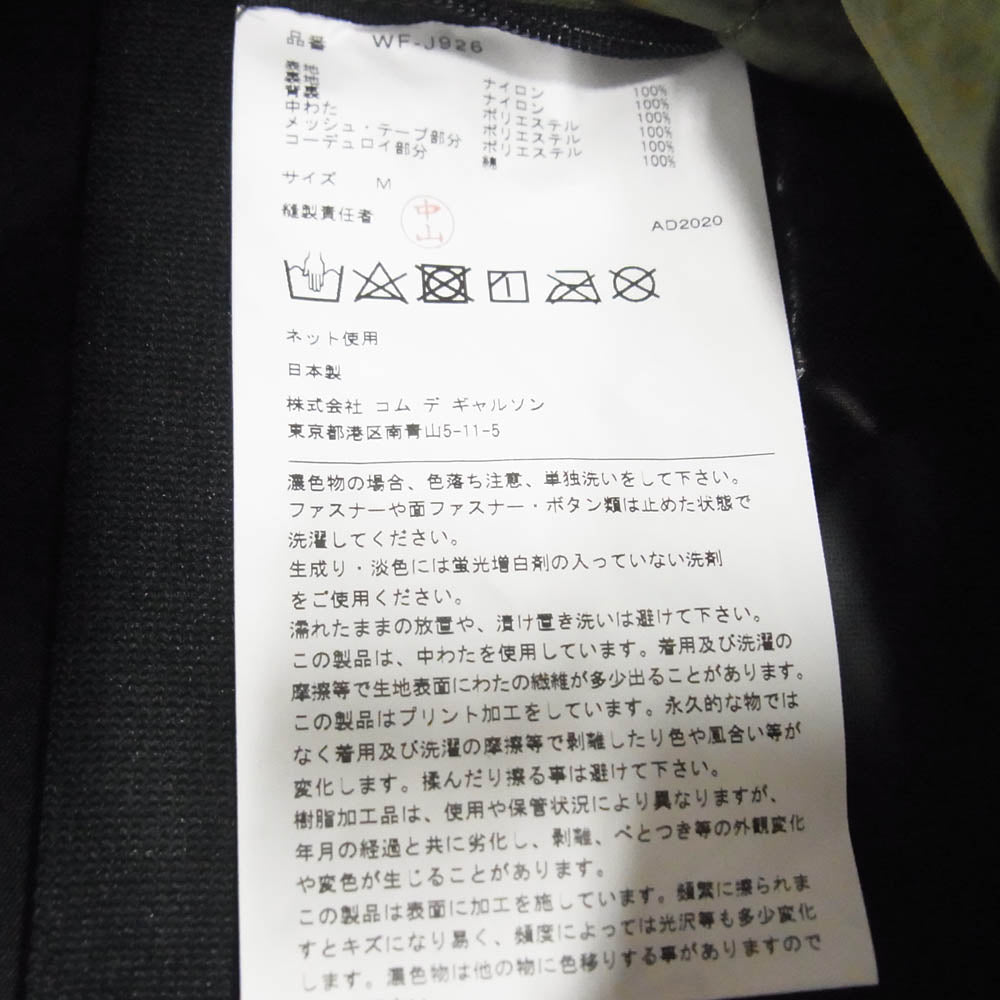 品番 WF-J926
表地 ナイロン 100%
裏地 ナイロン 100%
背裏 ポリエステル 100%
中わた ポリエステル 100%
メッシュ・テープ部分 ポリエステル 100%
コーデュロイ部分 綿 100%
サイズ M
縫製責任者 中山 AD2020
ネット使用
日本製
株式会社 コム デ ギャルソン
東京都港区南青山5-11-5
濃色物の場合、色落ち注意、単独洗いをして下さい。
ファスナーや面ファスナー・ボタン類は止めた状態で
洗濯してください。
生成り・淡色には蛍光増白剤の入っていない洗剤
をご使用ください。
濡れたままの放置や、漬け置き洗いは避けて下さい。
この製品は、中わたを使用しています。着用及び洗濯の
摩擦等で生地表面にわたの繊維が多少出ることがあります。
この製品はプリント加工をしています。永久的な物では
なく着用及び洗濯の摩擦等で剥離したり色や風合い等が
変化します。揉んだり擦る事は避けて下さい。
樹脂加工品は、使用や保管状況により異なりますが、
年月の経過と共に劣化し、剥離、べとつき等の外観変化
や変色が生じることがあります。
この製品は表面に加工を施しています。頻繁に擦られま
すとキズになり易く、頻度によっては光沢等も多少変化
します。濃色物は他の物に色移りする事がありますので